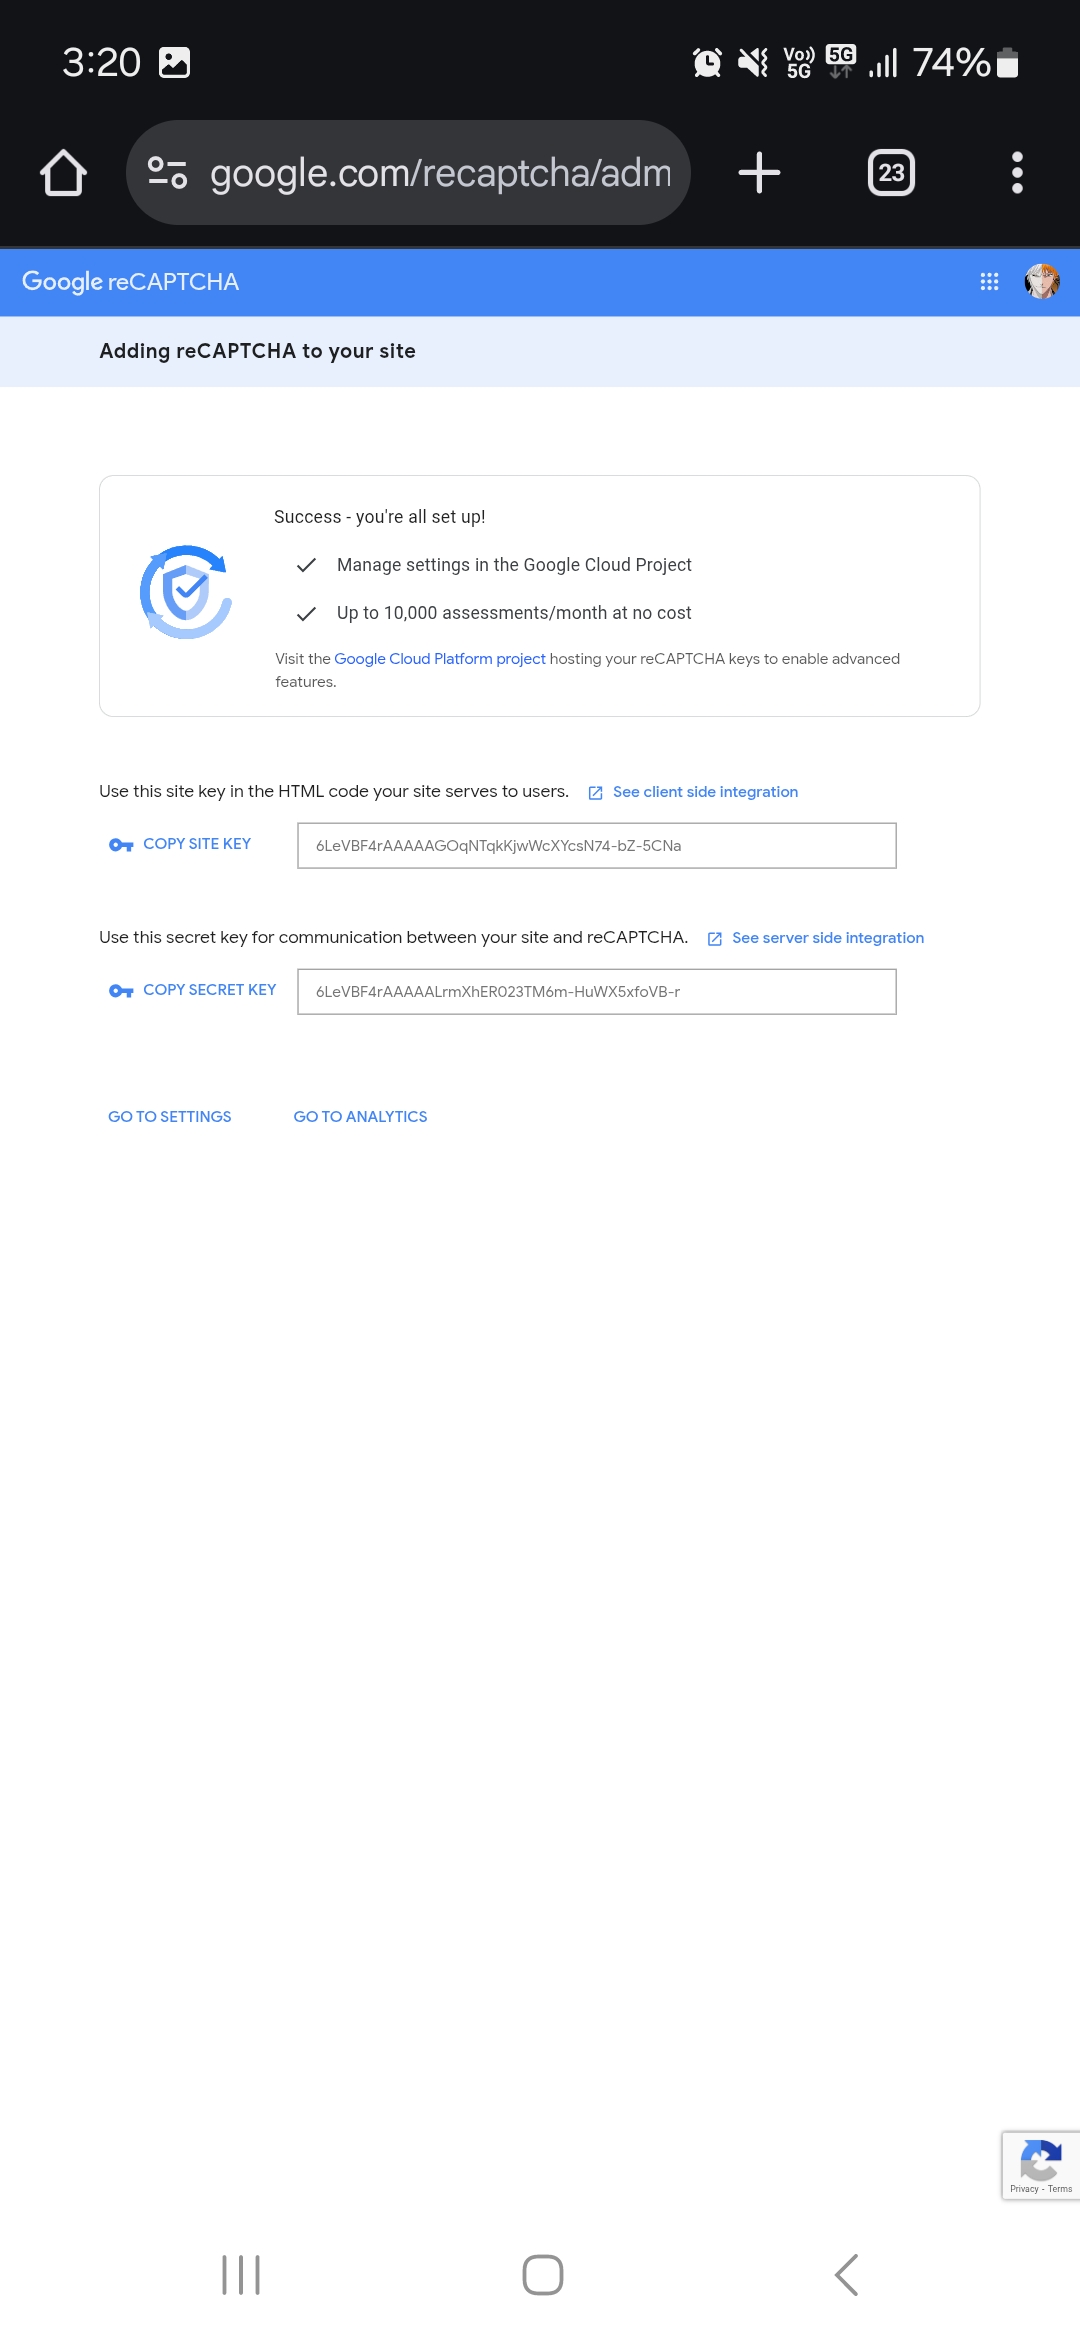 3:20
Vo)) 5G
5G
74%
google.com/recaptcha/adm
23
Google reCAPTCHA
Adding reCAPTCHA to your site
Success - you're all set up!
Manage settings in the Google Cloud Project
Up to 10,000 assessments/month at no cost
Visit the Google Cloud Platform project hosting your reCAPTCHA keys to enable advanced
features.
Use this site key in the HTML code your site serves to users.
See client side integration
COPY SITE KEY
6LeVBF4rAAAAAGOqNTqkKjwWcXYcsN74-bZ-5CNa
Use this secret key for communication between your site and reCAPTCHA.
See server side integration
COPY SECRET KEY
6LeVBF4rAAAAALrmXhER023TM6m-HuWX5xfoVB-r
GO TO SETTINGS
GO TO ANALYTICS
Privacy - Terms